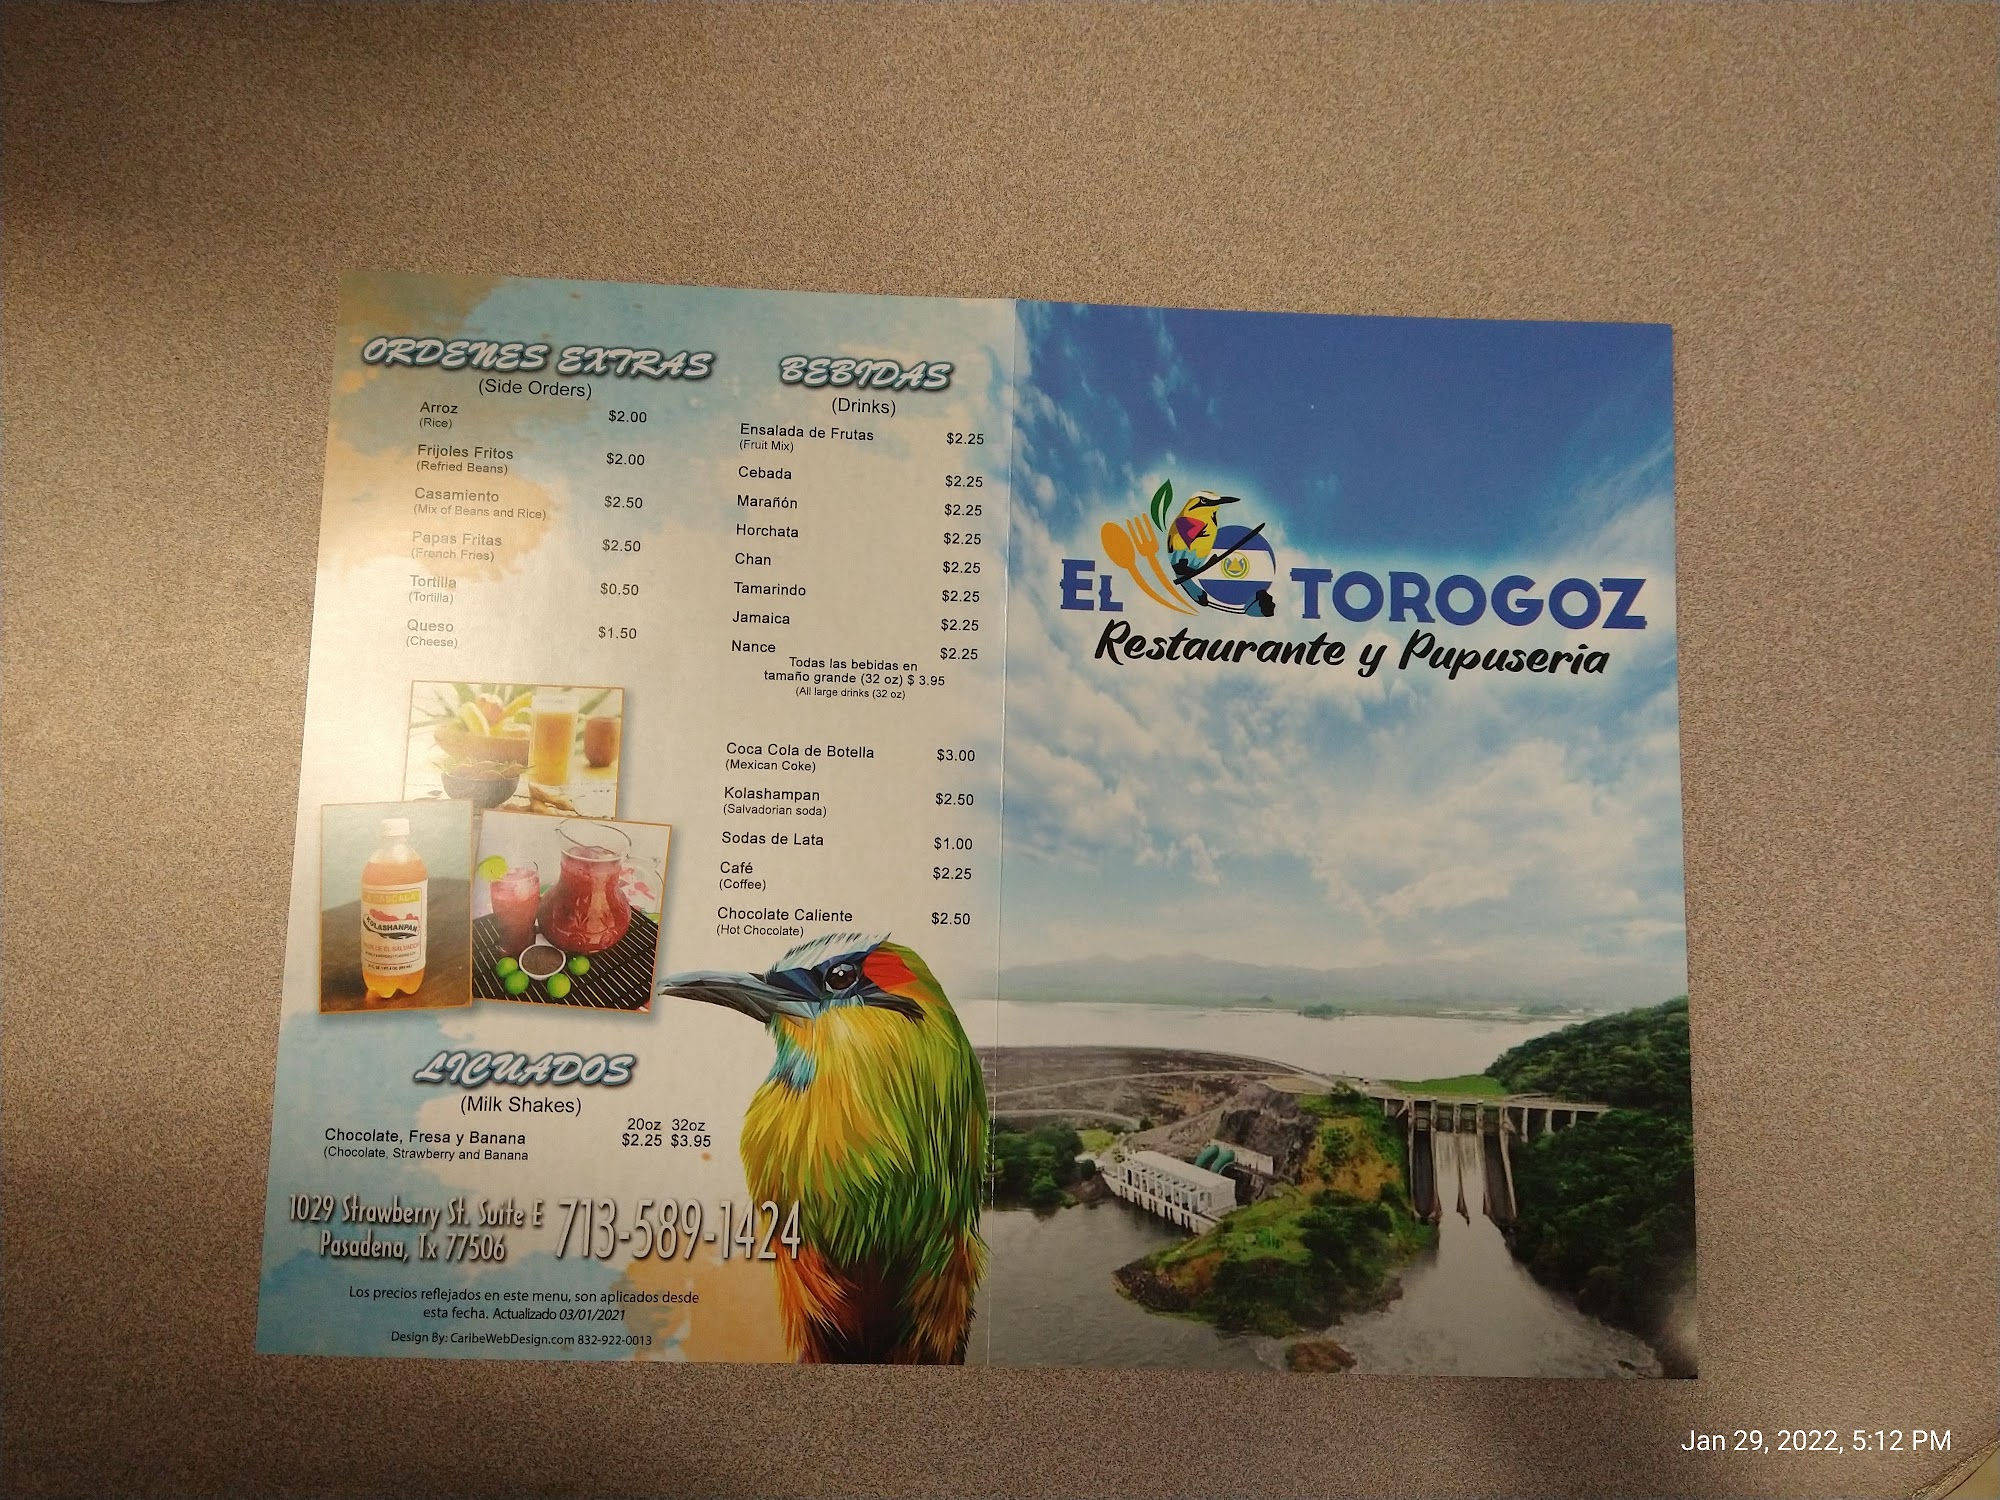 ORDENES EXTRAS
(Side Orders)
Arroz $2.00
(Rice)
Frijoles Fritos $2.00
(Refried Beans)
Casamiento $2.50
(Mix of Beans and Rice)
Papas Fritas $2.50
(French Fries)
Tortilla $0.50
(Tortilla)
Queso $1.50
(Cheese)
BEBIDAS
(Drinks)
Ensalada de Frutas $2.25
(Fruit Mix)
Cebada $2.25
Marañón $2.25
Horchata $2.25
Chan $2.25
Tamarindo $2.25
Jamaica $2.25
Nance $2.25
Todas las bebidas en
tamaño grande (32 oz) $ 3.95
(All large drinks (32 oz)
Coca Cola de Botella $3.00
(Mexican Coke)
Kolashampan $2.50
(Salvadorian soda)
Sodas de Lata $1.00
Café $2.25
(Coffee)
Chocolate Caliente $2.50
(Hot Chocolate)
KOLASHANPAN
LICUADOS
(Milk Shakes)
20oz 32oz
Chocolate, Fresa y Banana $2.25 $3.95
(Chocolate, Strawberry and Banana
1029 Strawberry St. Suite E
Pasadena, Tx 77506
713-589-1424
Los precios reflejados en este menu, son aplicados desde
esta fecha. Actualizado 03/01/2021
Design By: CaribeWebDesign.com 832-922-0013
EL TOROGOZ
Restaurante y Pupuseria
Jan 29, 2022, 5:12 PM